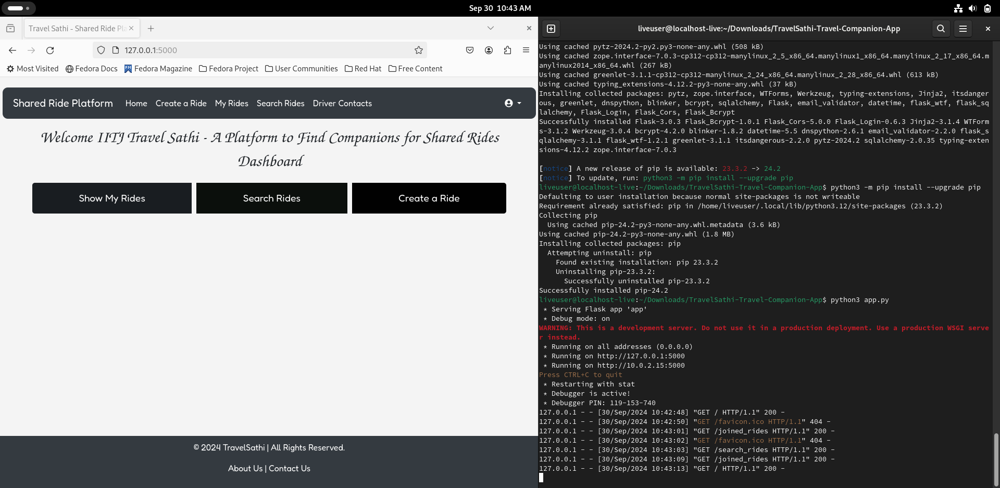 Sep 30 10:43 AM
Travel Sathi - Shared Ride Pla
127.0.0.1:5000
Most Visited Fedora Docs Fedora Magazine Fedora Project User Communities Red Hat Free Content
Shared Ride Platform Home Create a Ride My Rides Search Rides Driver Contacts
Welcome IITJ Travel Sathi - A Platform to Find Companions for Shared Rides
Dashboard
Show My Rides Search Rides Create a Ride
© 2024 TravelSathi | All Rights Reserved.
About Us | Contact Us
liveuser@localhost-live:~/Downloads/TravelSathi-Travel-Companion-App
Using cached pytz-2024.2-py2.py3-none-any.whl (508 kB)
Using cached zope.interface-7.0.3-cp312-cp312-manylinux_2_5_x86_64.manylinux1_x86_64.manylinux_2_17_x86_64.m
anylinux2014_x86_64.whl (267 kB)
Using cached greenlet-3.1.1-cp312-cp312-manylinux_2_24_x86_64.manylinux_2_28_x86_64.whl (613 kB)
Using cached typing_extensions-4.12.2-py3-none-any.whl (37 kB)
Installing collected packages: pytz, zope.interface, WTForms, Werkzeug, typing-extensions, Jinja2, itsdanger
ous, greenlet, dnspython, blinker, bcrypt, sqlalchemy, Flask, email_validator, datetime, flask_wtf, flask_sq
lalchemy, Flask_Login, Flask_Cors, Flask_Bcrypt
Successfully installed Flask-3.0.3 Flask_Bcrypt-1.0.1 Flask_Cors-5.0.0 Flask_Login-0.6.3 Jinja2-3.1.4 WTForm
s-3.1.2 Werkzeug-3.0.4 bcrypt-4.2.0 blinker-1.8.2 datetime-5.5 dnspython-2.6.1 email_validator-2.2.0 flask_s
qlalchemy-3.1.1 flask_wtf-1.2.1 greenlet-3.1.1 itsdangerous-2.2.0 pytz-2024.2 sqlalchemy-2.0.35 typing-exten
sions-4.12.2 zope.interface-7.0.3
[notice] A new release of pip is available: 23.3.2 -> 24.2
[notice] To update, run: python3 -m pip install --upgrade pip
liveuser@localhost-live:~/Downloads/TravelSathi-Travel-Companion-App$ python3 -m pip install --upgrade pip
Defaulting to user installation because normal site-packages is not writeable
Requirement already satisfied: pip in /home/liveuser/.local/lib/python3.12/site-packages (23.3.2)
Collecting pip
Using cached pip-24.2-py3-none-any.whl.metadata (3.6 kB)
Using cached pip-24.2-py3-none-any.whl (1.8 MB)
Installing collected packages: pip
Attempting uninstall: pip
Found existing installation: pip 23.3.2
Uninstalling pip-23.3.2:
Successfully uninstalled pip-23.3.2
Successfully installed pip-24.2
liveuser@localhost-live:~/Downloads/TravelSathi-Travel-Companion-App$ python3 app.py
* Serving Flask app 'app'
* Debug mode: on
WARNING: This is a development server. Do not use it in a production deployment. Use a production WSGI serve
r instead.
* Running on all addresses (0.0.0.0)
* Running on http://127.0.0.1:5000
* Running on http://10.0.2.15:5000
Press CTRL+C to quit
* Restarting with stat
* Debugger is active!
* Debugger PIN: 119-153-740
127.0.0.1 - - [30/Sep/2024 10:42:48] "GET / HTTP/1.1" 200 -
127.0.0.1 - - [30/Sep/2024 10:42:50] "GET /favicon.ico HTTP/1.1" 404 -
127.0.0.1 - - [30/Sep/2024 10:43:01] "GET /joined_rides HTTP/1.1" 200 -
127.0.0.1 - - [30/Sep/2024 10:43:02] "GET /favicon.ico HTTP/1.1" 404 -
127.0.0.1 - - [30/Sep/2024 10:43:03] "GET /search_rides HTTP/1.1" 200 -
127.0.0.1 - - [30/Sep/2024 10:43:09] "GET /joined_rides HTTP/1.1" 200 -
127.0.0.1 - - [30/Sep/2024 10:43:13] "GET / HTTP/1.1" 200 -